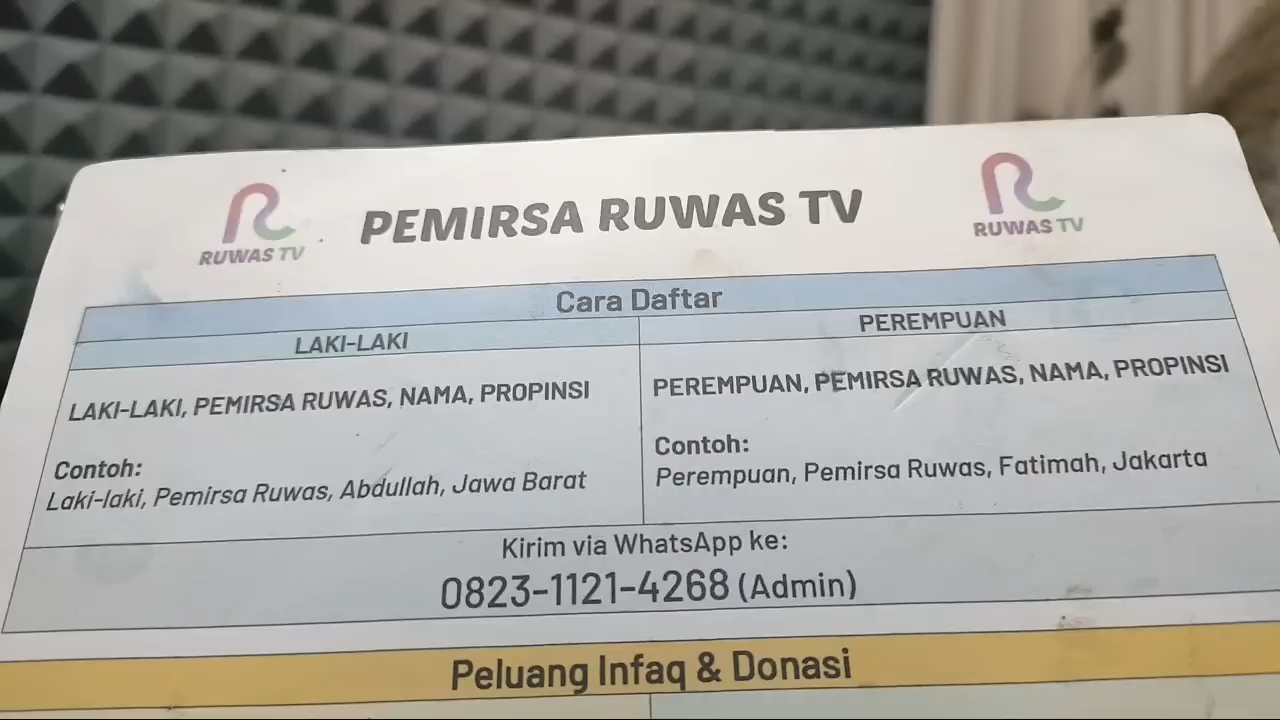 RUWAS TV
PEMIRSA RUWAS TV
RUWAS TV
Cara Daftar
LAKI-LAKI
PEREMPUAN
LAKI-LAKI, PEMIRSA RUWAS, NAMA, PROPINSI
Contoh:
Laki-laki, Pemirsa Ruwas, Abdullah, Jawa Barat
PEREMPUAN, PEMIRSA RUWAS, NAMA, PROPINSI
Contoh:
Perempuan, Pemirsa Ruwas, Fatimah, Jakarta
Kirim via WhatsApp ke:
0823-1121-4268 (Admin)
Peluang Infaq & Donasi